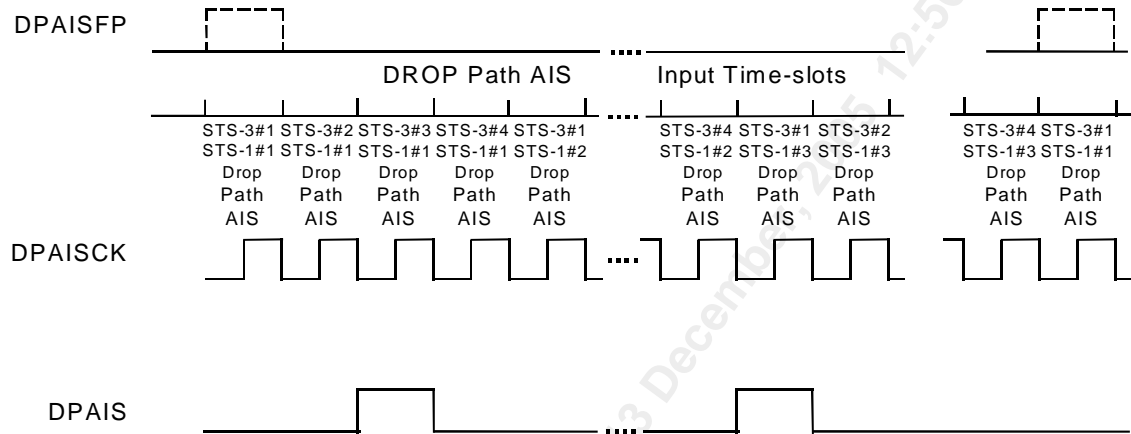 DPAISFP
DROP Path AIS Input Time-slots
STS-3#1 STS-3#2 STS-3#3 STS-3#4 STS-3#1 STS-3#4 STS-3#1 STS-3#2 STS-3#4 STS-3#1
STS-1#1 STS-1#1 STS-1#1 STS-1#1 STS-1#2 STS-1#2 STS-1#3 STS-1#3 STS-1#3 STS-1#1
Drop Drop Drop Drop Drop Drop Drop Drop Drop Drop
Path Path Path Path Path Path Path Path Path Path
AIS AIS AIS AIS AIS AIS AIS AIS AIS AIS
DPAISCK
DPAIS
3 December, 2005 12:50